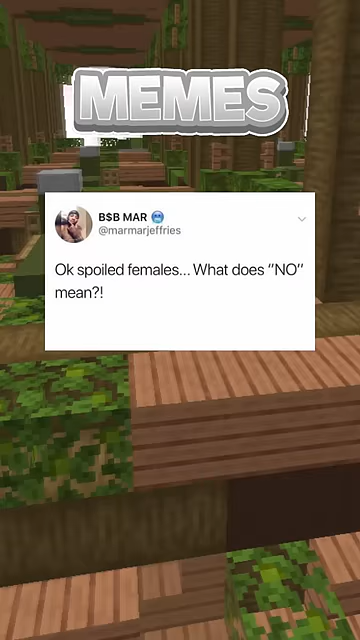 MEMES
B$B MAR 🥶
@marmarjeffries
Ok spoiled females... What does "NO"
mean?!